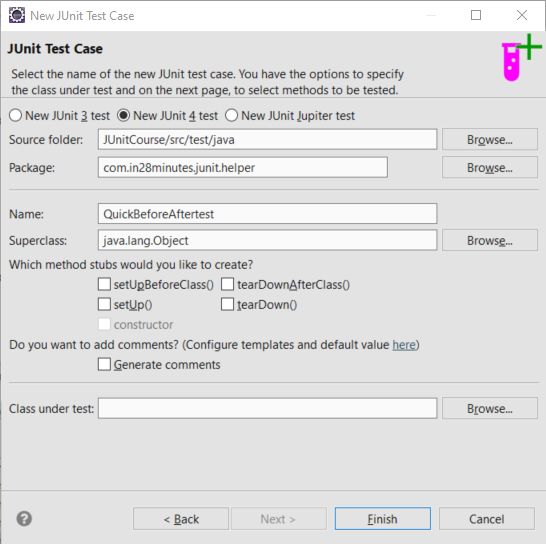 New JUnit Test Case
JUnit Test Case
Select the name of the new JUnit test case. You have the options to specify
the class under test and on the next page, to select methods to be tested.
New JUnit 3 test New JUnit 4 test New JUnit Jupiter test
Source folder: JUnitCourse/src/test/java Browse...
Package: com.in28minutes.junit.helper Browse...
Name: QuickBeforeAftertest
Superclass: java.lang.Object Browse...
Which method stubs would you like to create?
setUpBeforeClass() tearDownAfterClass()
setUp() tearDown()
constructor
Do you want to add comments? (Configure templates and default value here)
Generate comments
Class under test: Browse...
? < Back Next > Finish Cancel